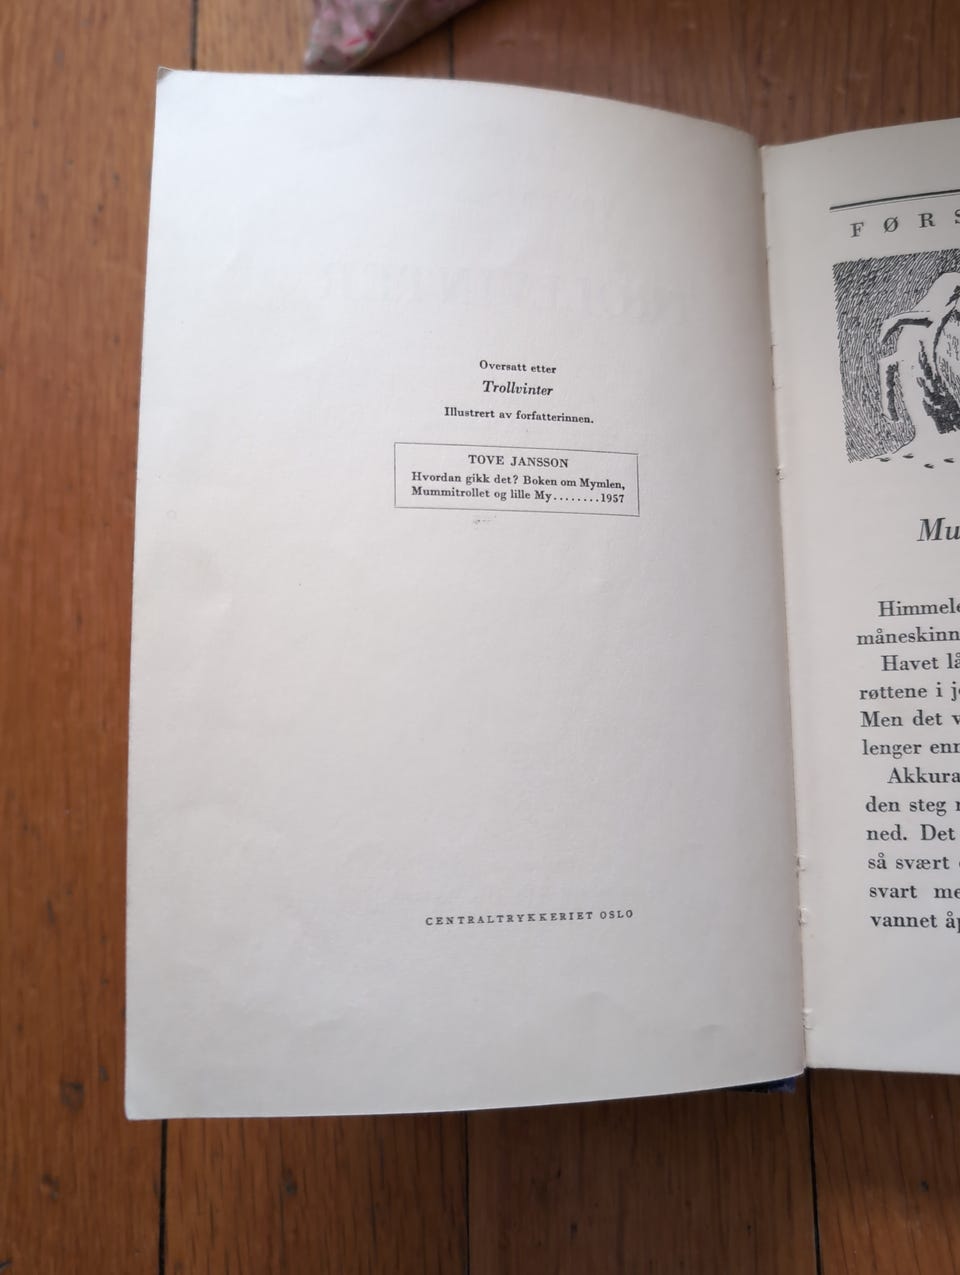 Oversatt etter
Trollvinter
Illustrert av forfatterinnen.
TOVE JANSSON
Hvordan gikk det? Boken om Mymlen,
Mummitrollet og lille My........1957
CENTRALTRYKKERIET OSLO
FØRS
Mu
Himmele
måneskinn
Havet lå
røttene i j
Men det v
lenger enn
Akkura
den steg
ned. Det
så svært
svart me
vannet åp